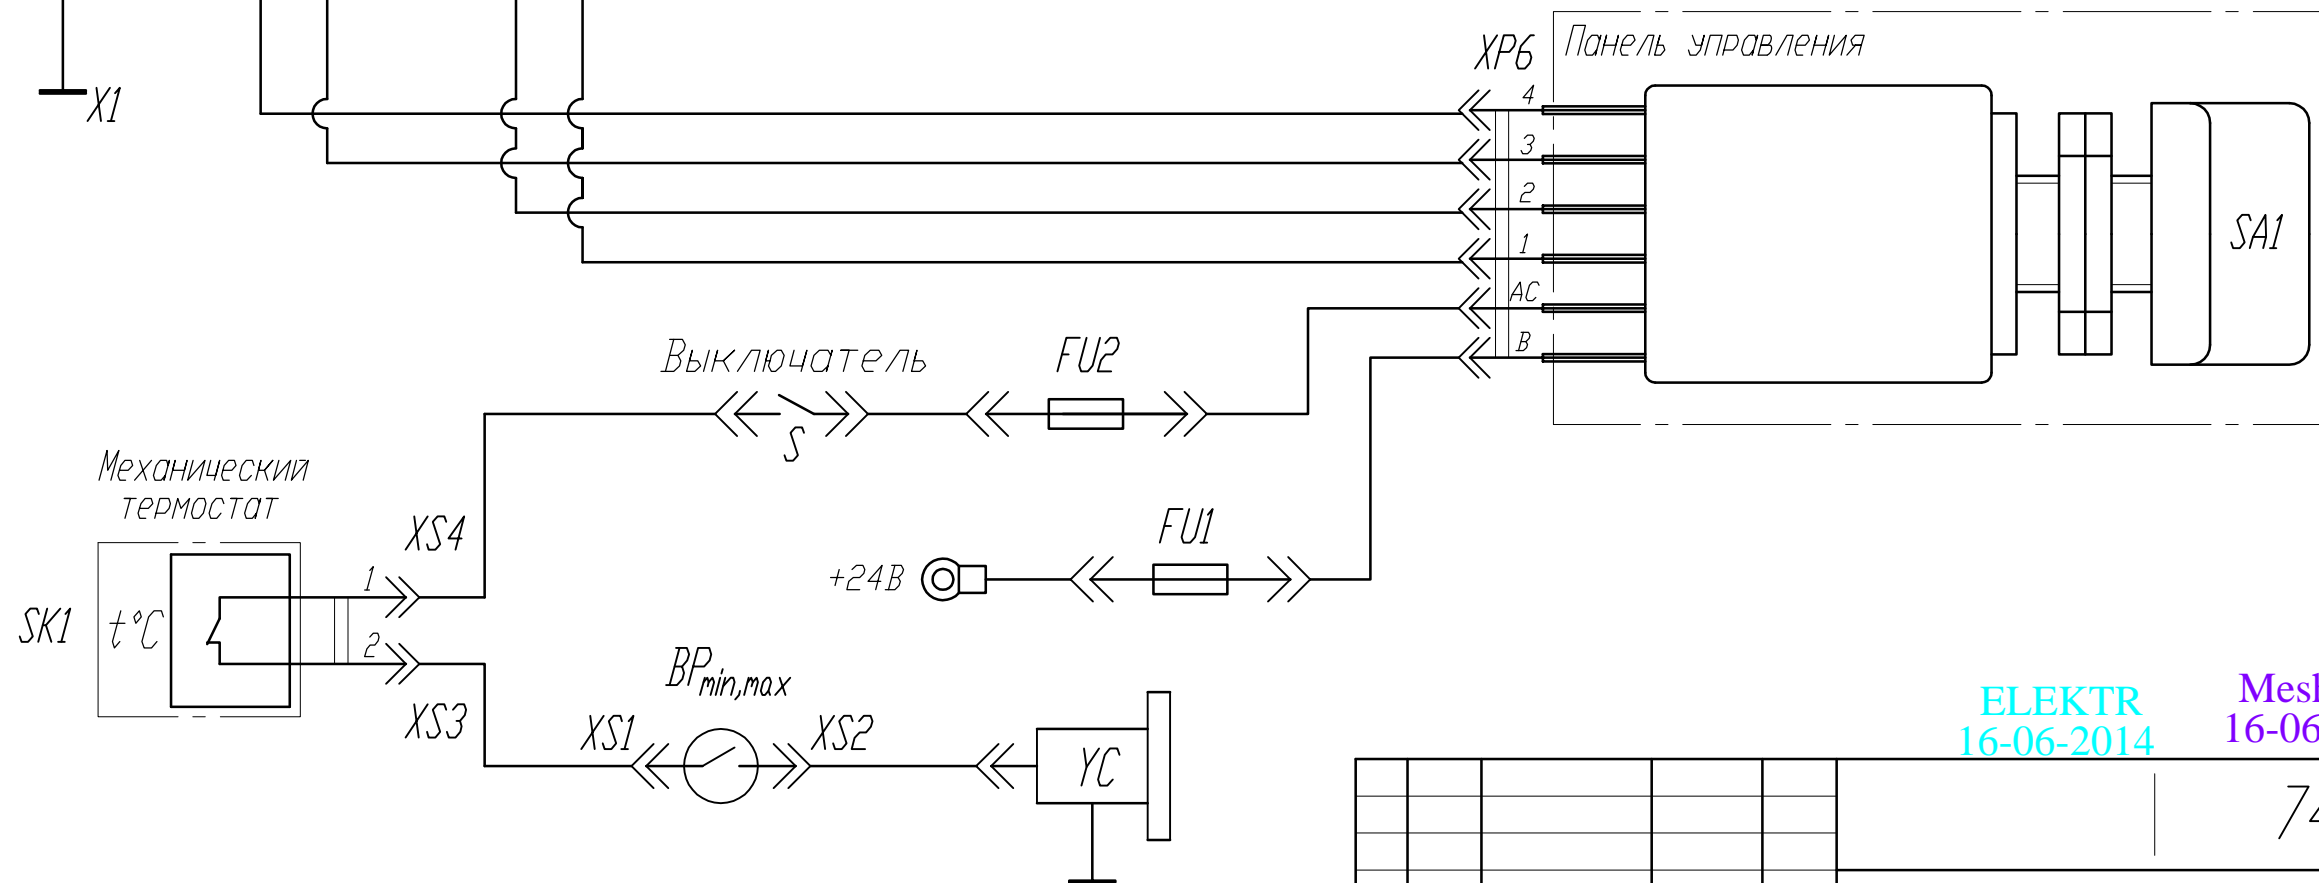 X1
XP6
Панель управления
4
3
2
1
AC
B
SA1
Выключатель
S
FU2
Механический
термостат
SK1
t°C
1
2
XS4
XS3
+24В
FU1
BPmin,max
XS1
XS2
YC
ELEKTR
16-06-2014